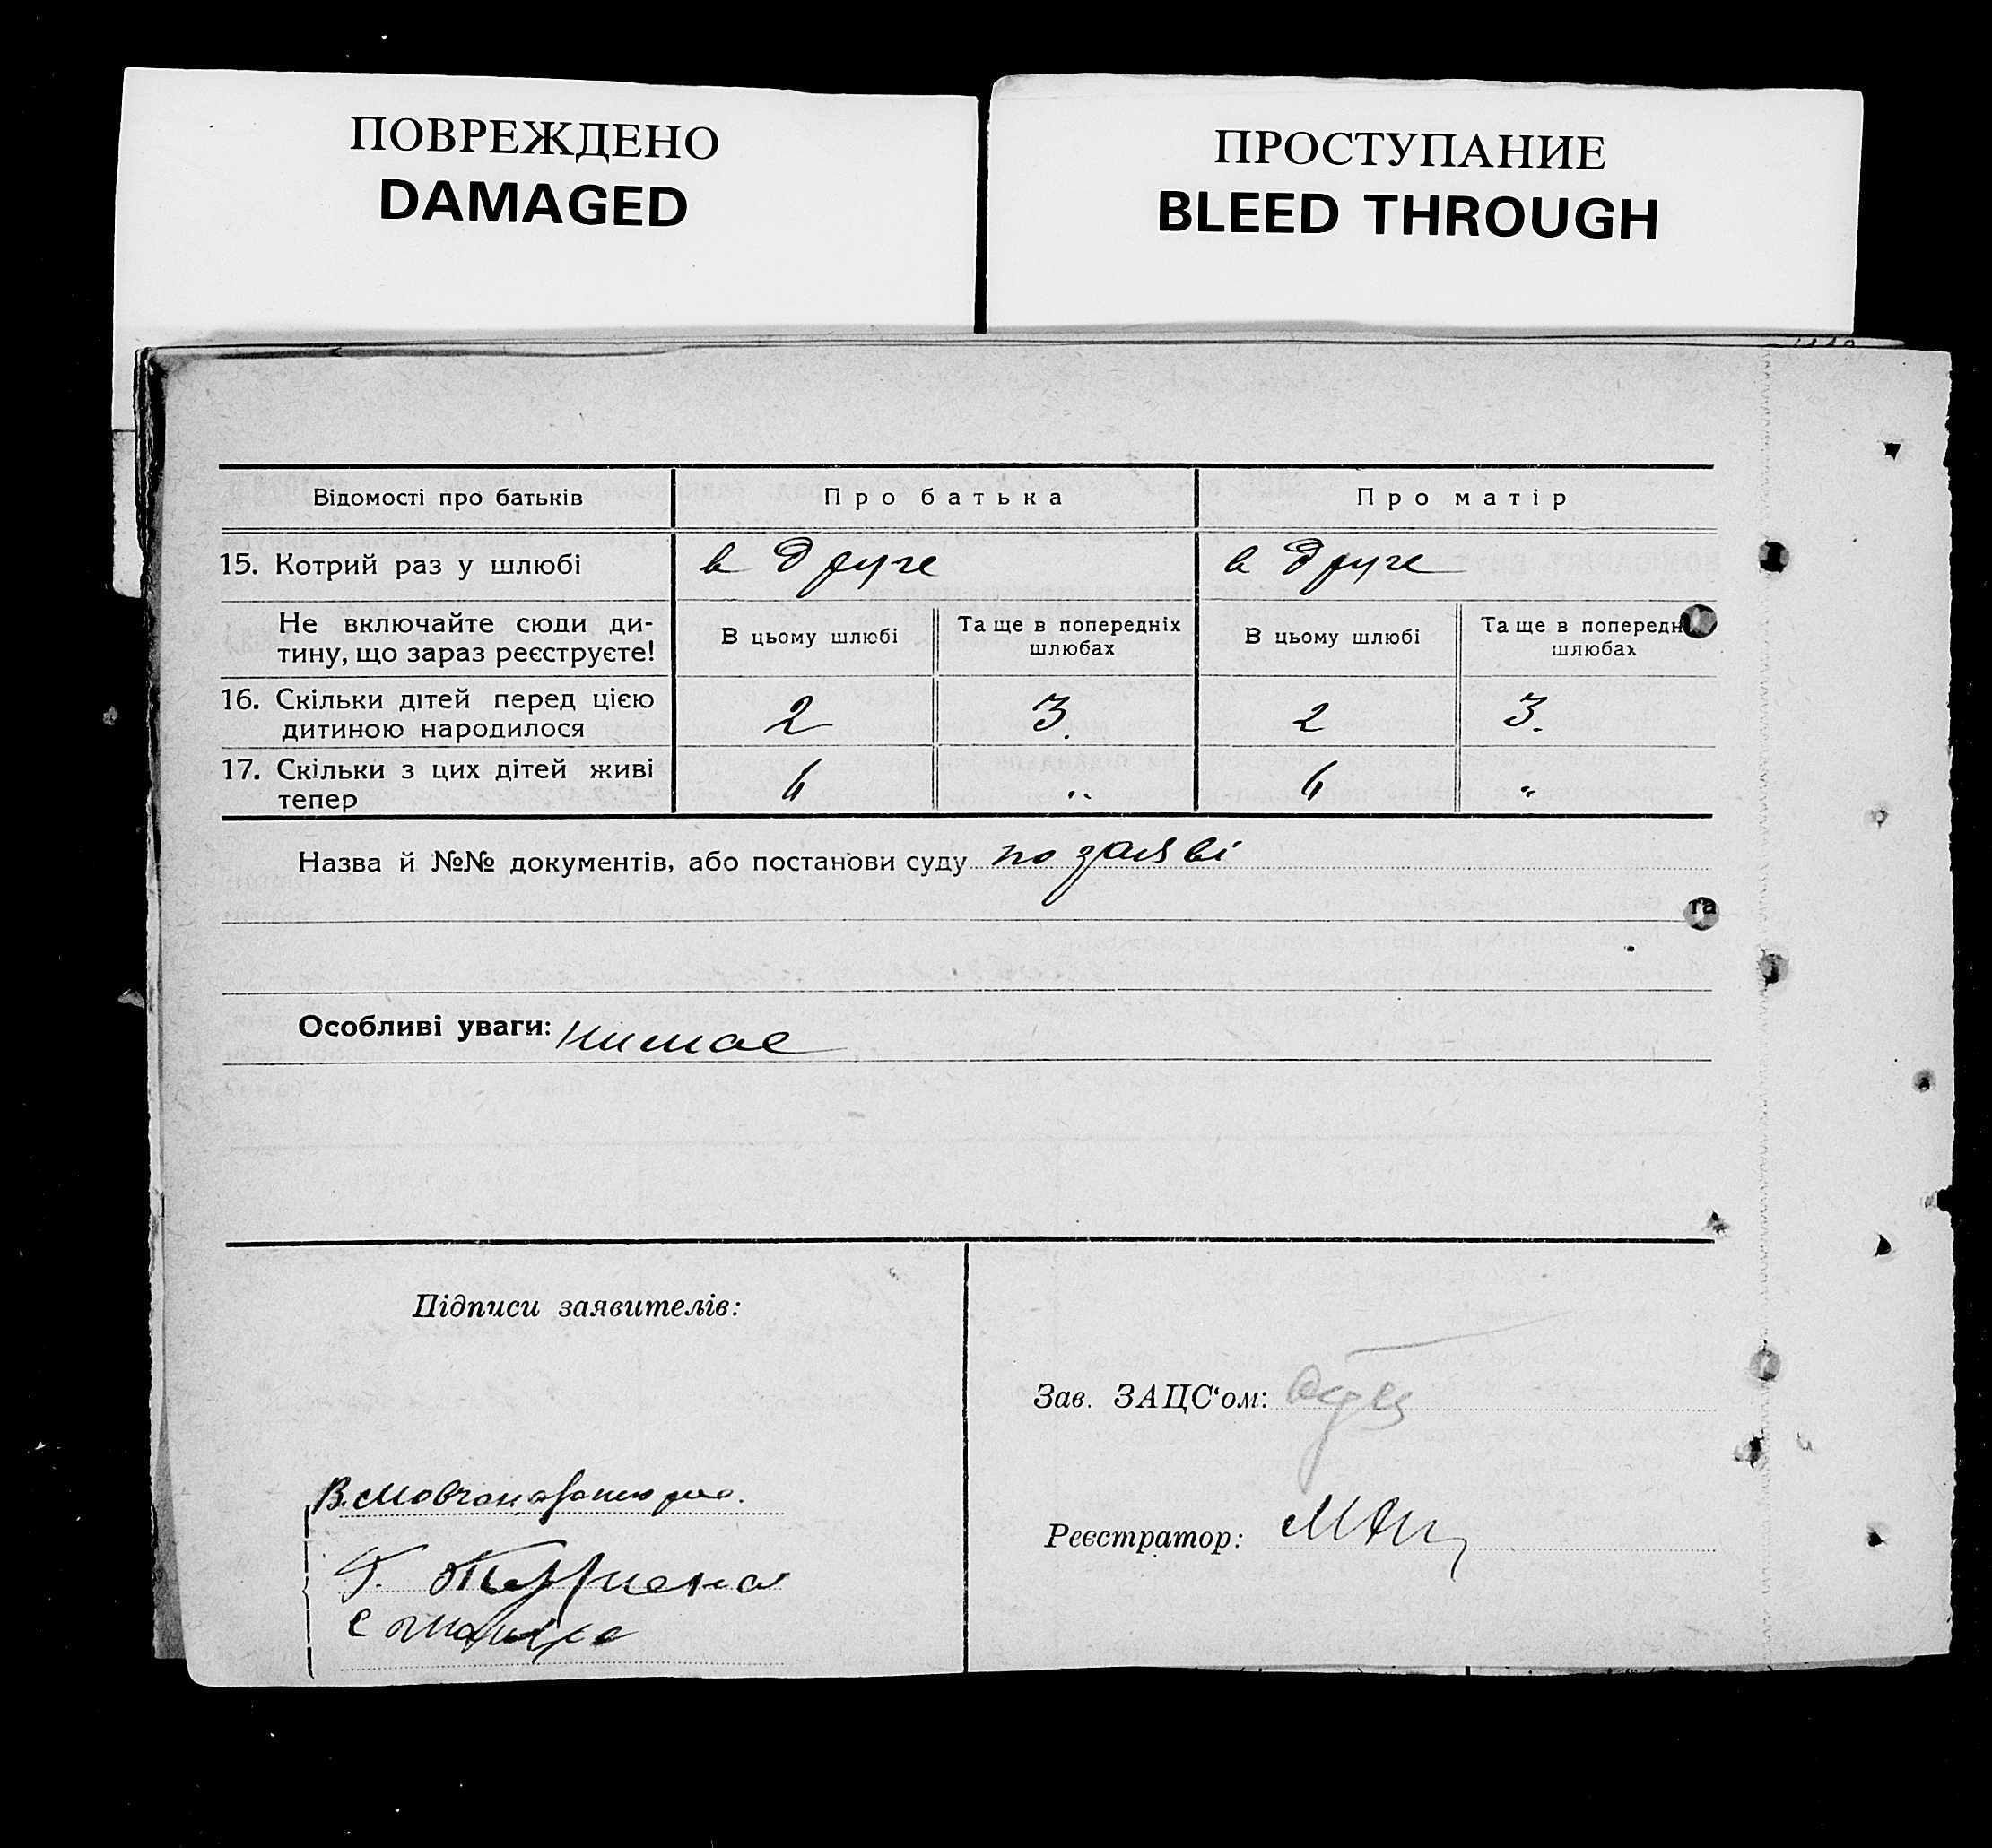 ПОВРЕЖДЕНО
DAMAGED
ПРОСТУПАНИЕ
BLEED THROUGH
Відомості про батьків Про батька Про матір
15. Котрий раз у шлюбі в друге в друге
Не включайте сюди ди-
тину, що зараз реєструєте!
В цьому шлюбі Та ще в попередніх
шлюбах
В цьому шлюбі Та ще в попередн
шлюбах
16. Скільки дітей перед цією
дитиною народилося 2 3. 2 3.
17. Скільки з цих дітей живі
тепер
Назва й №№ документів, або постанови суду по заяві
та
Особливі уваги: нимае
Підписи заявителів:
Зав. ЗАЦС'ом:
Реєстратор: